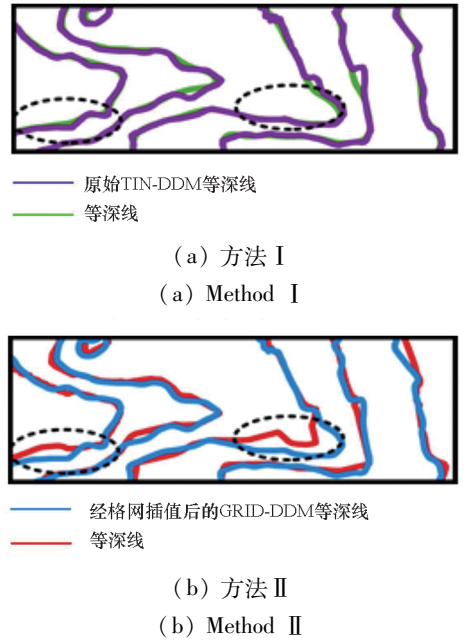 原始TIN-DDM等深线
等深线
（a）方法Ⅰ
（a）Method Ⅰ
经格网插值后的GRID-DDM等深线
等深线
（b）方法Ⅱ
（b）Method Ⅱ